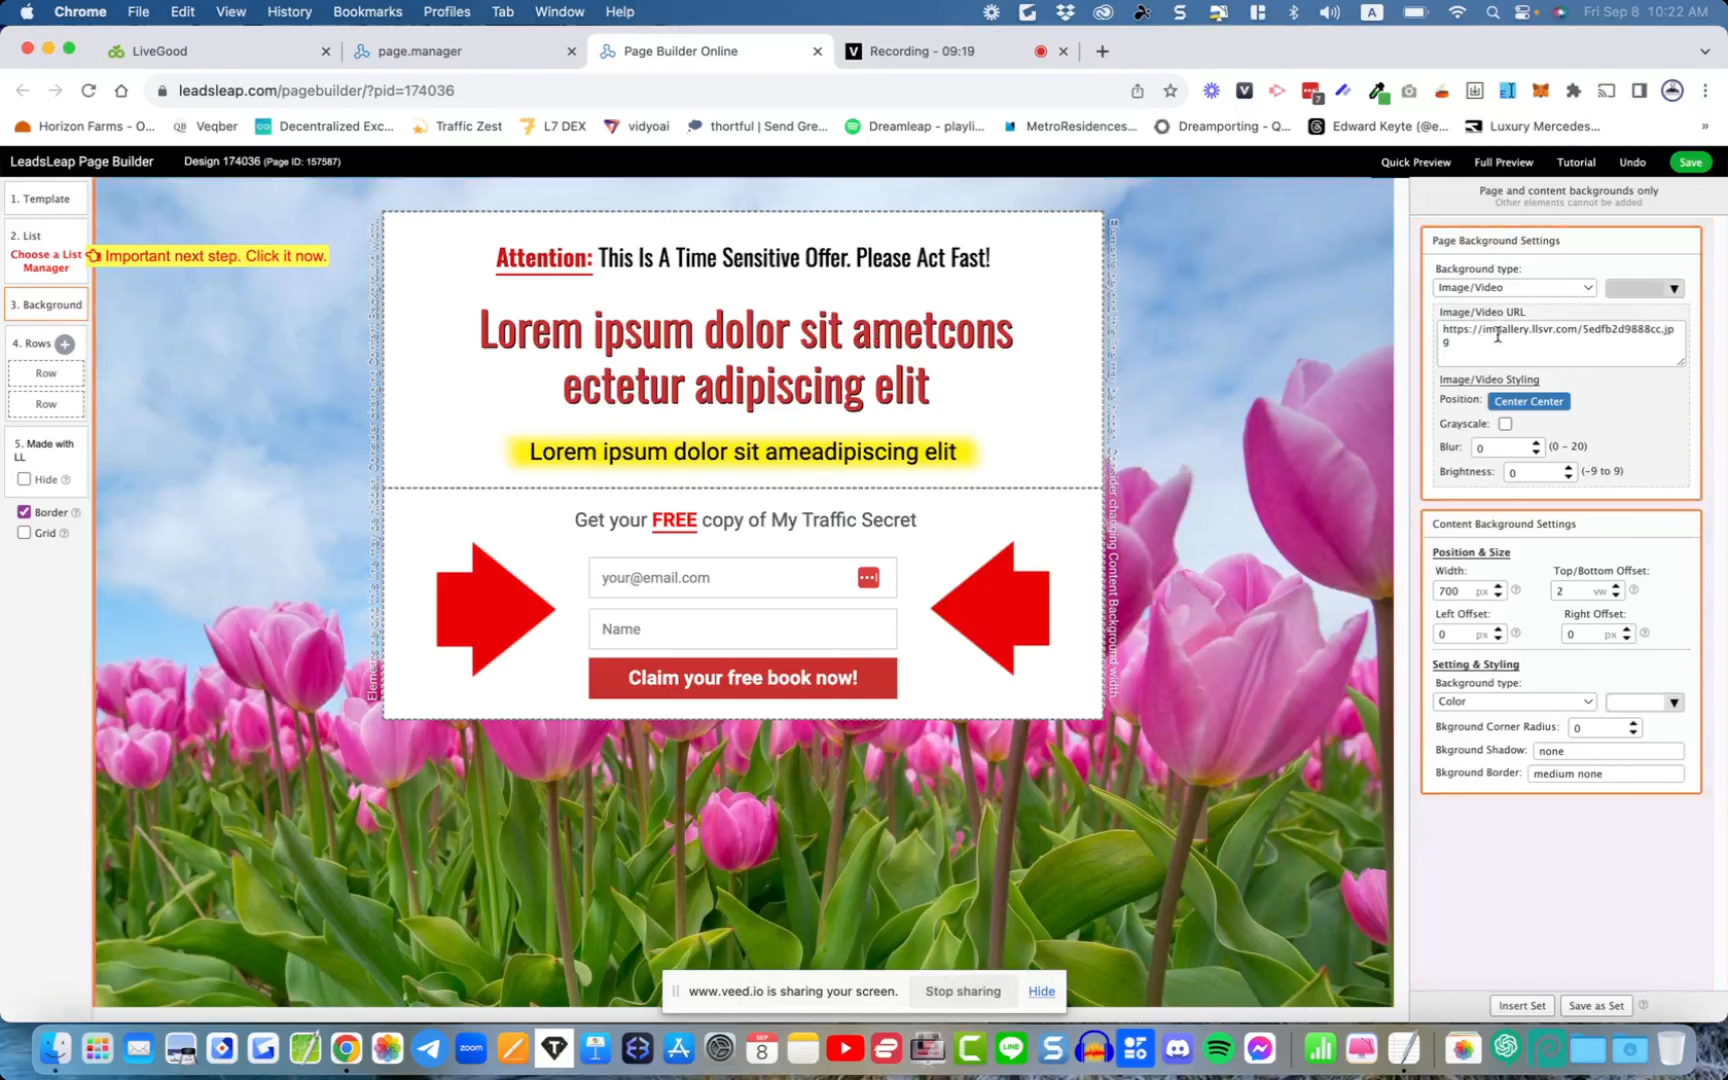 Chrome File Edit View History Bookmarks Profiles Tab Window Help
A Fri Sep 8 10:22 AM
LiveGood
page.manager
Page Builder Online
Recording - 09:19
leadsleap.com/pagebuilder/?pid=174036
7
Horizon Farms - O... Veqber Decentralized Exc... Traffic Zest L7 DEX vidyoai thortful | Send Gre... Dreamleap - playli... MetroResidences... Dreamporting - Q... Edward Keyte (@e... Luxury Mercedes...
LeadsLeap Page Builder
Design 174036 (Page ID: 157587)
Quick Preview Full Preview Tutorial Undo Save
1. Template
2. List
Choose a List
Manager
Important next step. Click it now.
3. Background
4. Rows
Row
Row
5. Made with
LL
Hide
Border
Grid
Attention: This Is A Time Sensitive Offer. Please Act Fast!
Lorem ipsum dolor sit ametcons
ectetur adipiscing elit
Lorem ipsum dolor sit ameadipiscing elit
Get your FREE copy of My Traffic Secret
your@email.com
Name
Claim your free book now!
Page and content backgrounds only
Other elements cannot be added
Page Background Settings
Background type:
Image/Video
Image/Video URL
g
Image/Video Styling
Position: Center Center
Grayscale:
Blur: 0 (0 – 20)
Brightness: 0 (-9 to 9)
Content Background Settings
Position & Size
Width: Top/Bottom Offset:
700 px 2 vw
Left Offset: Right Offset:
0 px 0 px
Setting & Styling
Background type:
Color
Bkground Corner Radius: 0
Bkground Shadow: none
Bkground Border: medium none
Insert Set Save as Set
www.veed.io is sharing your screen. Stop sharing Hide
zoom
SEP
8
LINE